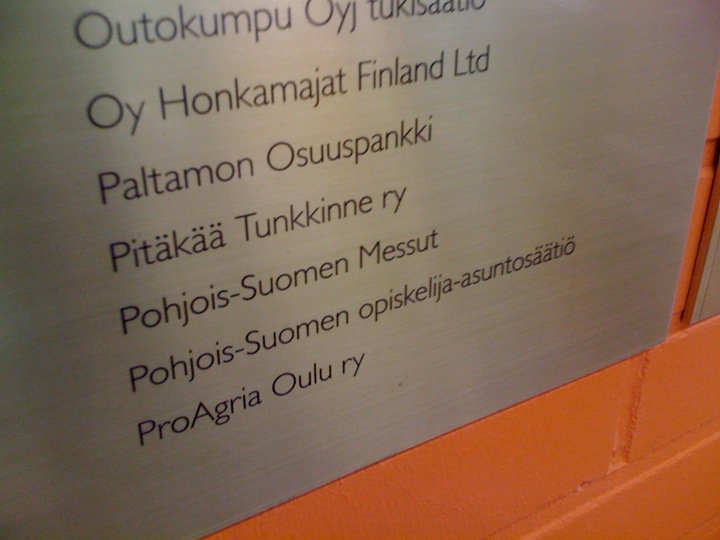 Outokumpu Oyj tukisäätiö
Oy Honkamajat Finland Ltd
Paltamon Osuuspankki
Pitäkää Tunkkinne ry
Pohjois-Suomen Messut
Pohjois-Suomen opiskelija-asuntosäätiö
ProAgria Oulu ry